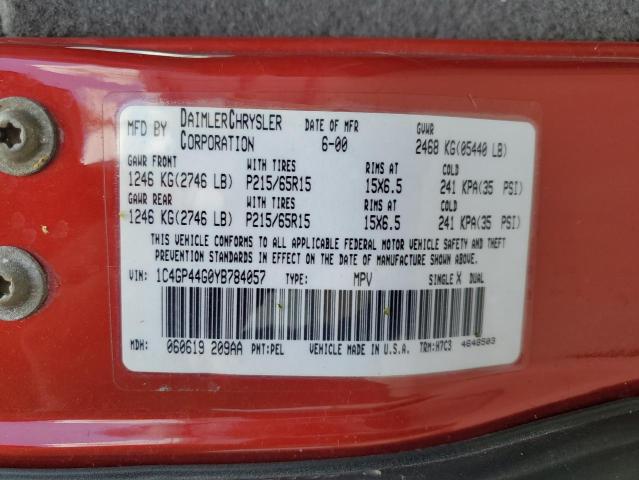 MFD BY DAIMLERCHRYSLER CORPORATION DATE OF MFR 6-00 GVWR 2468 KG(05440 LB)
GAWR FRONT WITH TIRES RIMS AT COLD
1246 KG(2746 LB) P215/65R15 15X6.5 241 KPA(35 PSI)
GAWR REAR WITH TIRES RIMS AT COLD
1246 KG(2746 LB) P215/65R15 15X6.5 241 KPA(35 PSI)
THIS VEHICLE CONFORMS TO ALL APPLICABLE FEDERAL MOTOR VEHICLE SAFETY AND THEFT
PREVENTION STANDARDS IN EFFECT ON THE DATE OF MANUFACTURE SHOWN ABOVE.
VIN: 1C4GP44G0YB784057 TYPE: MPV SINGLE X DUAL
MDH: 060619 209AA PNT:PEL VEHICLE MADE IN U.S.A. TRM:H7C3 4648503